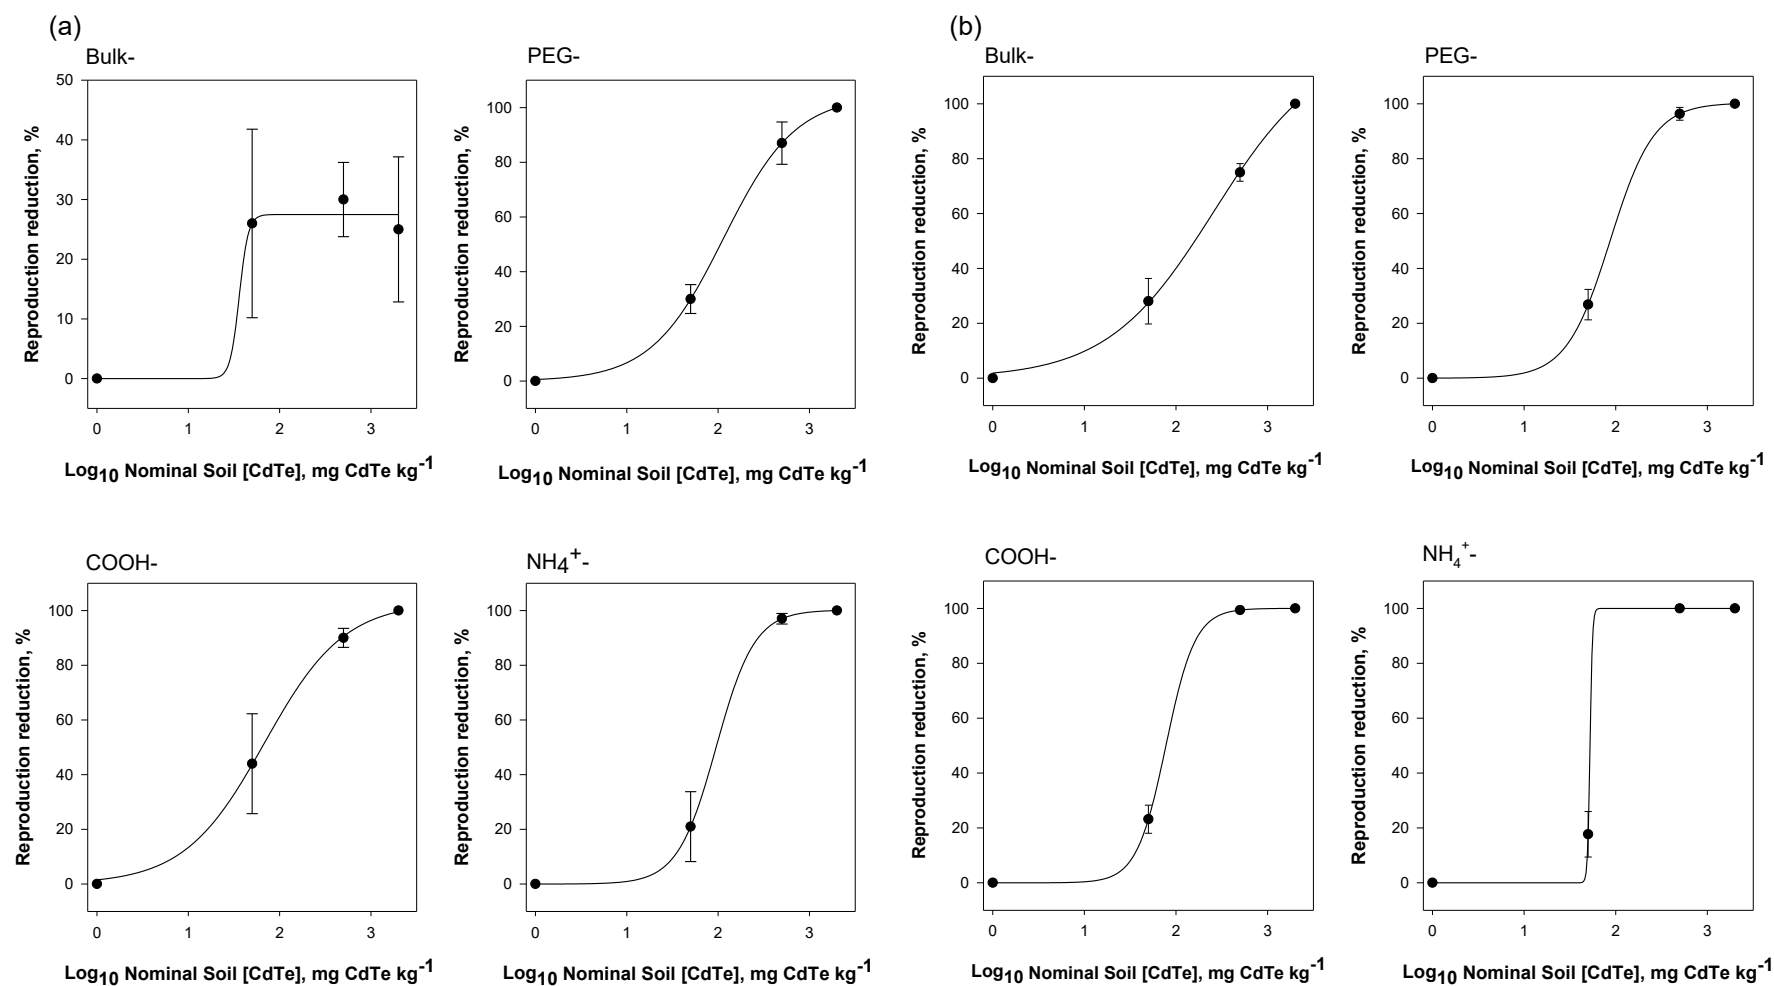 (a)
Bulk-
50
40
30
20
10
0
0 1 2 3
Reproduction reduction, %
Log10 Nominal Soil [CdTe], mg CdTe kg-1
PEG-
100
80
60
40
20
0
0 1 2 3
Reproduction reduction, %
Log10 Nominal Soil [CdTe], mg CdTe kg-1
COOH-
100
80
60
40
20
0
0 1 2 3
Reproduction reduction, %
Log10 Nominal Soil [CdTe], mg CdTe kg-1
NH4+-
100
80
60
40
20
0
0 1 2 3
Reproduction reduction, %
Log10 Nominal Soil [CdTe], mg CdTe kg-1
(b)
Bulk-
100
80
60
40
20
0
0 1 2 3
Reproduction reduction, %
Log10 Nominal Soil [CdTe], mg CdTe kg-1
PEG-
100
80
60
40
20
0
0 1 2 3
Reproduction reduction, %
Log10 Nominal Soil [CdTe], mg CdTe kg-1
COOH-
100
80
60
40
20
0
0 1 2 3
Reproduction reduction, %
Log10 Nominal Soil [CdTe], mg CdTe kg-1
NH4+-
100
80
60
40
20
0
0 1 2 3
Reproduction reduction, %
Log10 Nominal Soil [CdTe], mg CdTe kg-1